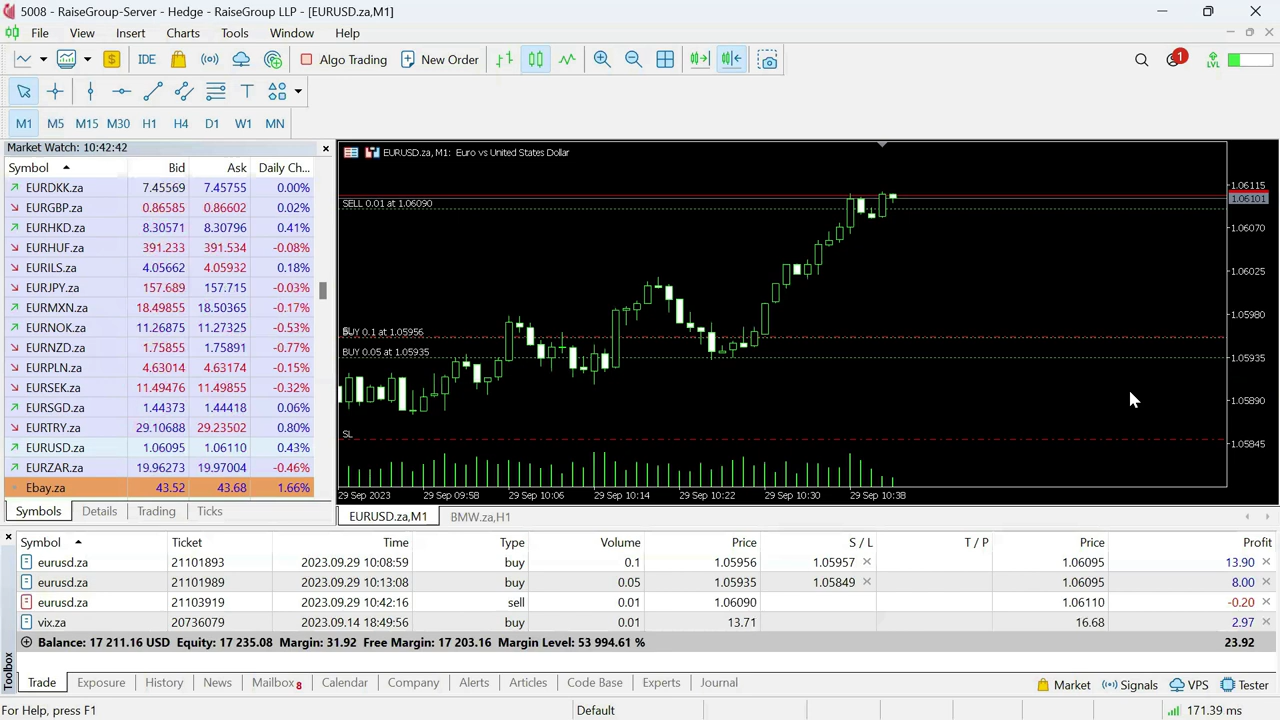 5008 - RaiseGroup-Server - Hedge - RaiseGroup LLP - [EURUSD.za,M1]
File View Insert Charts Tools Window Help
IDE Algo Trading New Order 1 LVL
M1 M5 M15 M30 H1 H4 D1 W1 MN
Market Watch: 10:42:42
Symbol Bid Ask Daily Ch...
EURDKK.za 7.45569 7.45755 0.00%
EURGBP.za 0.86585 0.86602 0.02%
EURHKD.za 8.30571 8.30796 0.41%
EURHUF.za 391.233 391.534 -0.08%
EURILS.za 4.05662 4.05932 0.18%
EURJPY.za 157.689 157.715 -0.03%
EURMXN.za 18.49855 18.50365 -0.17%
EURNOK.za 11.26875 11.27325 -0.53%
EURNZD.za 1.75855 1.75891 -0.77%
EURPLN.za 4.63014 4.63174 -0.15%
EURSEK.za 11.49476 11.49855 -0.32%
EURSGD.za 1.44373 1.44418 0.06%
EURTRY.za 29.10688 29.23502 0.80%
EURUSD.za 1.06095 1.06110 0.43%
EURZAR.za 19.96273 19.97004 -0.46%
Ebay.za 43.52 43.68 1.66%
Symbols Details Trading Ticks
EURUSD.za, M1: Euro vs United States Dollar
1.06115
1.06101
SELL 0.01 at 1.06090
1.06070
1.06025
1.05980
BUY 0.1 at 1.05956
BUY 0.05 at 1.05935
1.05935
1.05890
SL
1.05845
29 Sep 2023 29 Sep 09:58 29 Sep 10:06 29 Sep 10:14 29 Sep 10:22 29 Sep 10:30 29 Sep 10:38
EURUSD.za,M1 BMW.za,H1
Symbol Ticket Time Type Volume Price S / L T / P Price Profit
eurusd.za 21101893 2023.09.29 10:08:59 buy 0.1 1.05956 1.05957 1.06095 13.90
eurusd.za 21101989 2023.09.29 10:13:08 buy 0.05 1.05935 1.05849 1.06095 8.00
eurusd.za 21103919 2023.09.29 10:42:16 sell 0.01 1.06090 1.06110 -0.20
vix.za 20736079 2023.09.14 18:49:56 buy 0.01 13.71 16.68 2.97
Balance: 17 211.16 USD Equity: 17 235.08 Margin: 31.92 Free Margin: 17 203.16 Margin Level: 53 994.61 % 23.92
Toolbox
Trade Exposure History News Mailbox 8 Calendar Company Alerts Articles Code Base Experts Journal Market Signals VPS Tester
For Help, press F1 Default 171.39 ms